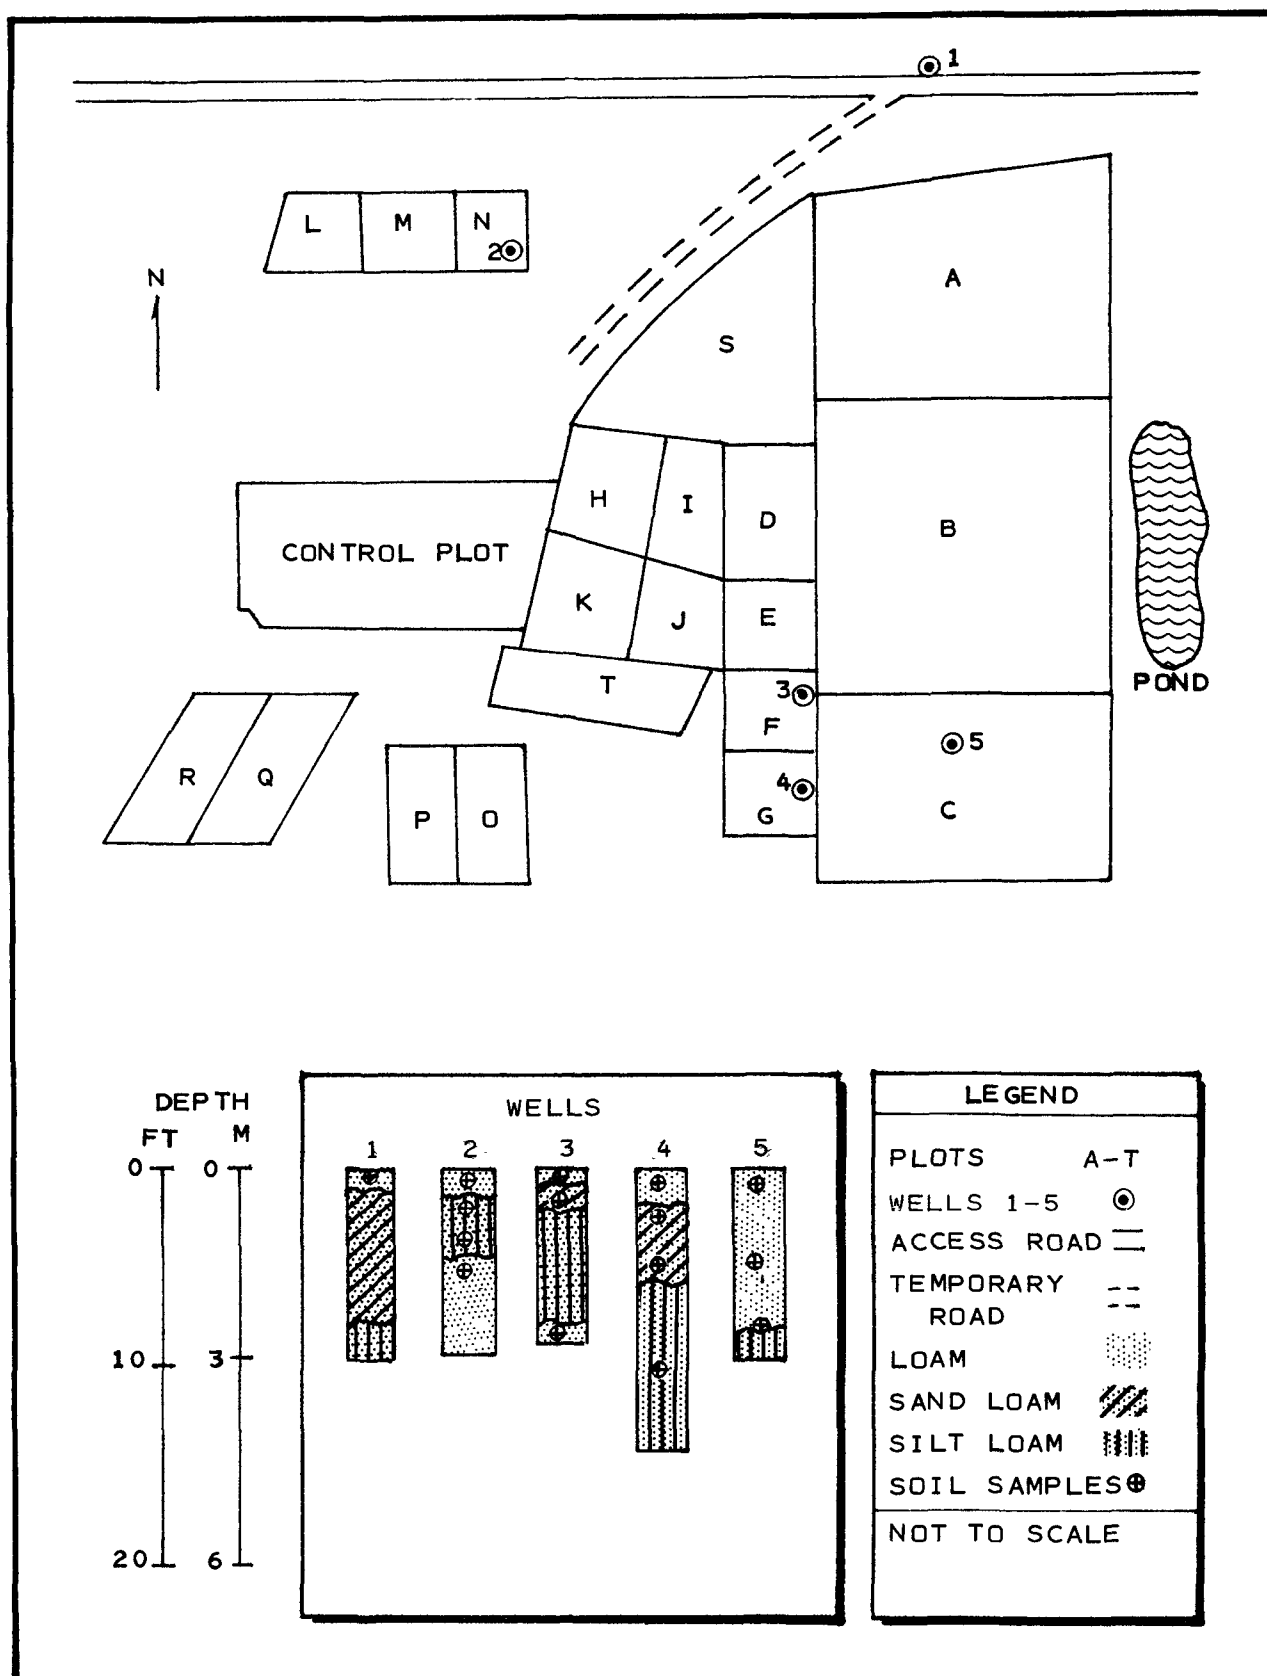 1
L M N
2
N
A
S
H I D
B
CONTROL PLOT
K
J
E
T
POND
3
F
5
R Q
4
P O
G
C
DEPTH
FT M
WELLS
1 2 3 4 5
0 0
10 3
20 6
LEGEND
PLOTS A-T
WELLS 1-5
ACCESS ROAD
TEMPORARY
ROAD
LOAM
SAND LOAM
SILT LOAM
SOIL SAMPLES
NOT TO SCALE